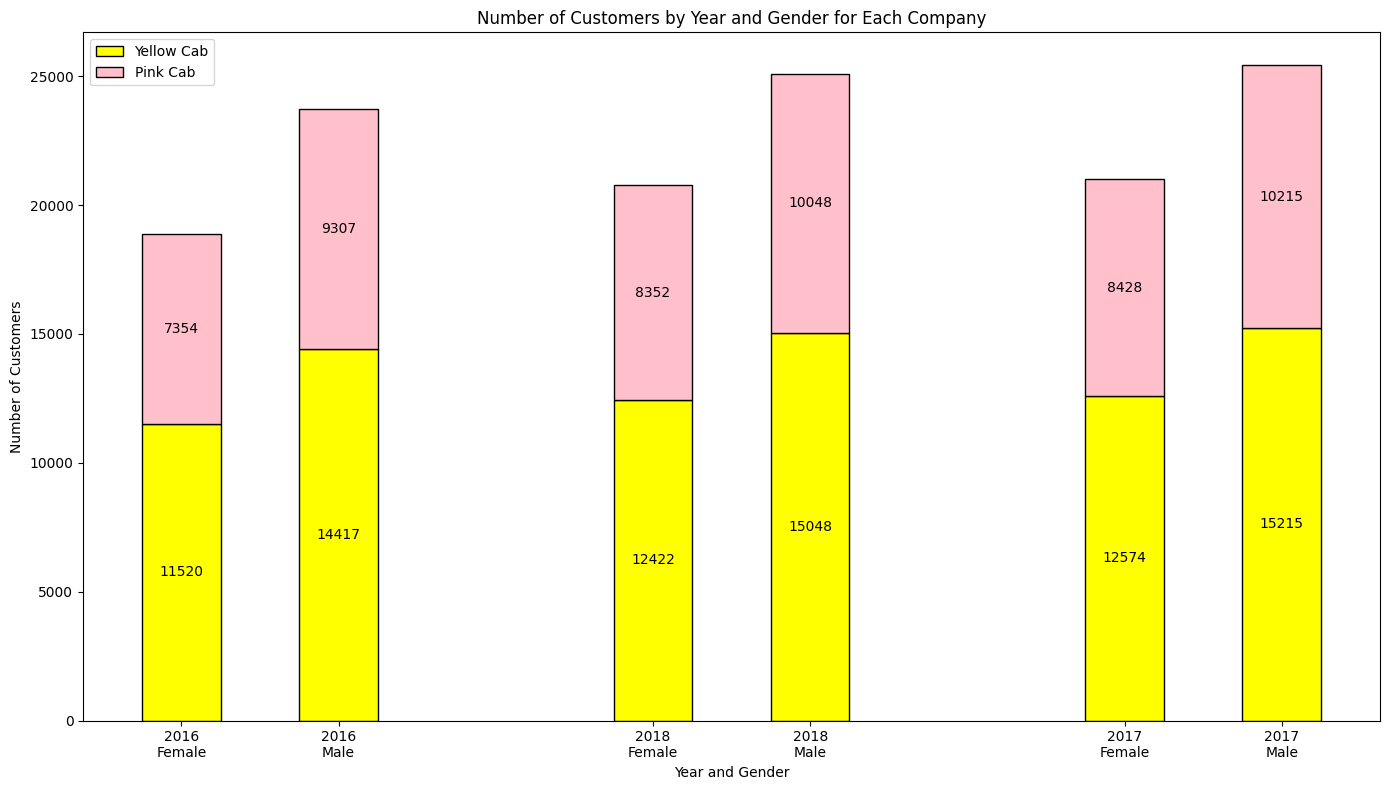 Number of Customers by Year and Gender for Each Company
Yellow Cab
Pink Cab
Number of Customers
25000
20000
15000
10000
5000
0
7354
11520
9307
14417
8352
12422
10048
15048
8428
12574
10215
15215
2016
Female
2016
Male
2018
Female
2018
Male
2017
Female
2017
Male
Year and Gender